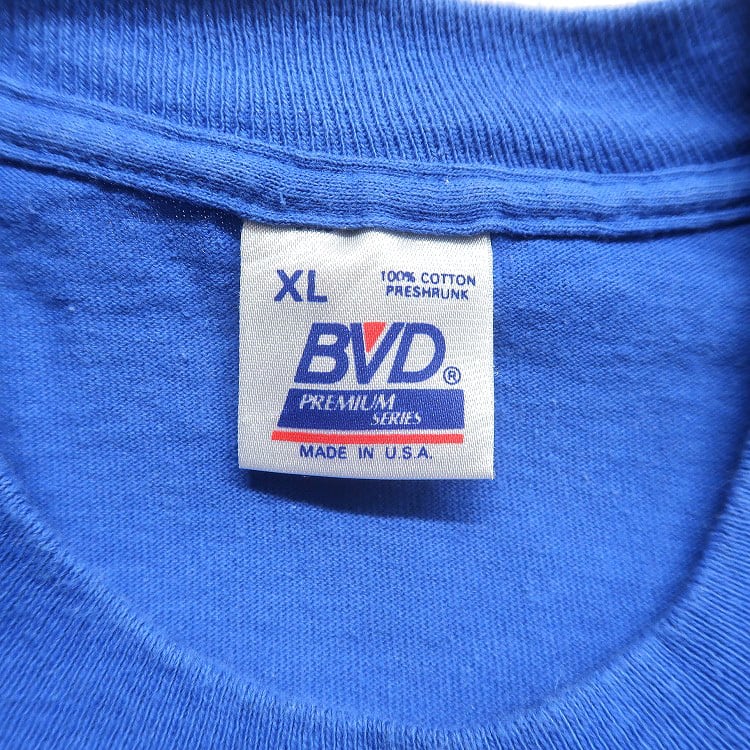 XL
100% COTTON
PRESHRUNK
BVD®
PREMIUM
SERIES
MADE IN U.S.A.